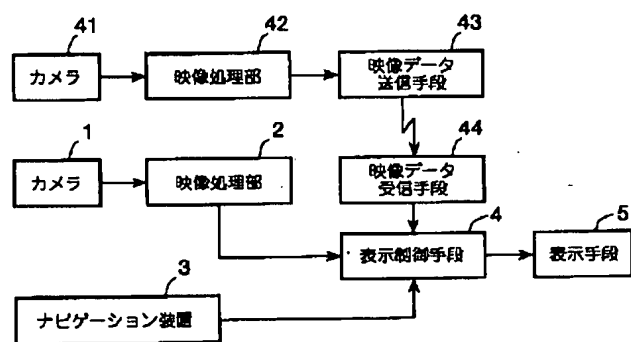 41
42
43
カメラ
映像処理部
映像データ
送信手段
1
2
44
カメラ
映像処理部
映像データ
受信手段
4
5
表示制御手段
表示手段
3
ナビゲーション装置